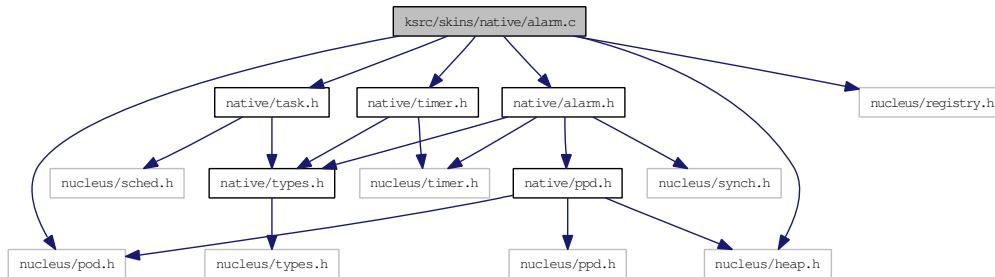 ksrc/skins/native/alarm.c
native/task.h
native/timer.h
native/alarm.h
nucleus/registry.h
nucleus/sched.h
native/types.h
nucleus/timer.h
native/ppd.h
nucleus/synch.h
nucleus/pod.h
nucleus/types.h
nucleus/ppd.h
nucleus/heap.h